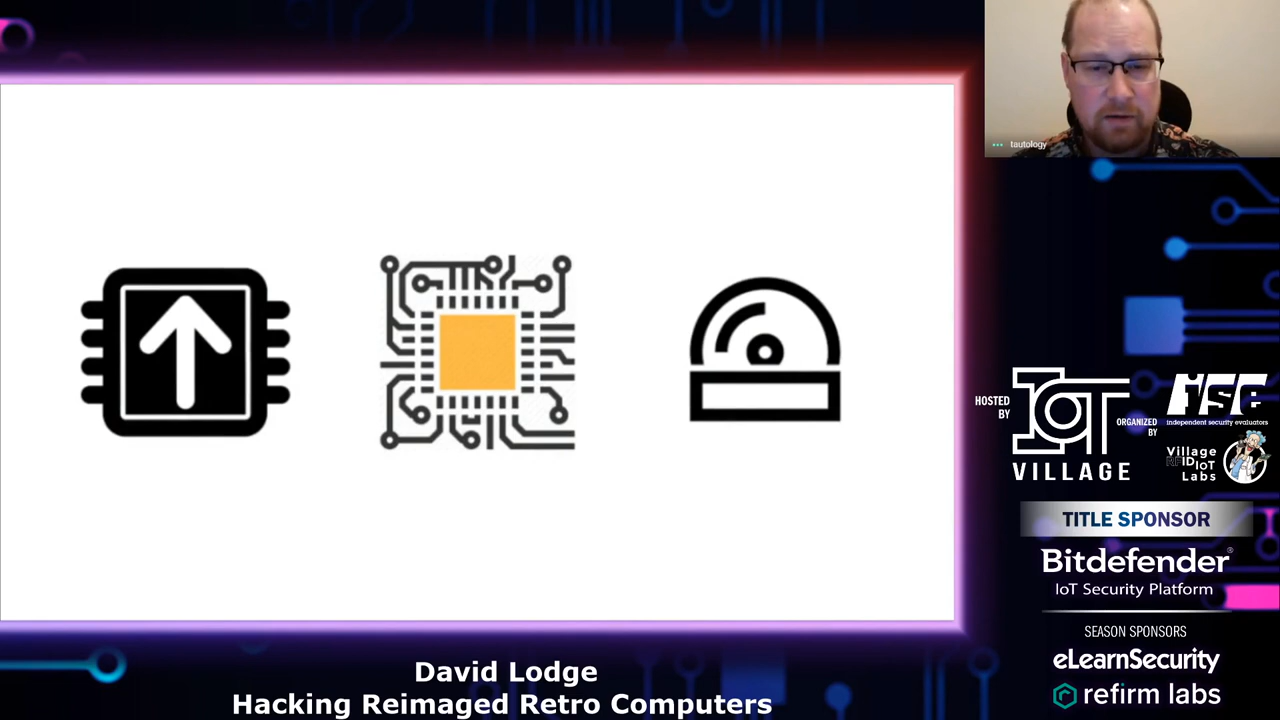 tautology
HOSTED
BY
IOT
VILLAGE
ORGANIZED
BY
ISE
independent security evaluators
Village
IDIOT
Labs
TITLE SPONSOR
Bitdefender®
IoT Security Platform
SEASON SPONSORS
eLearnSecurity
refirm labs
David Lodge
Hacking Reimaged Retro Computers